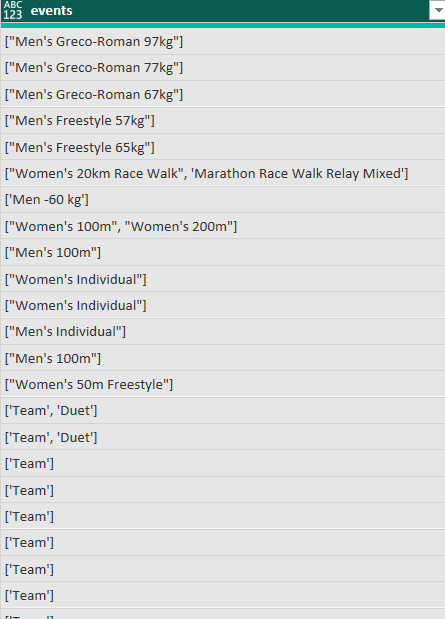 ABC
123
events
["Men's Greco-Roman 97kg"]
["Men's Greco-Roman 77kg"]
["Men's Greco-Roman 67kg"]
["Men's Freestyle 57kg"]
["Men's Freestyle 65kg"]
["Women's 20km Race Walk", 'Marathon Race Walk Relay Mixed']
['Men -60 kg']
["Women's 100m", "Women's 200m"]
["Men's 100m"]
["Women's Individual"]
["Women's Individual"]
["Men's Individual"]
["Men's 100m"]
["Women's 50m Freestyle"]
['Team', 'Duet']
['Team', 'Duet']
['Team']
['Team']
['Team']
['Team']
['Team']
['Team']